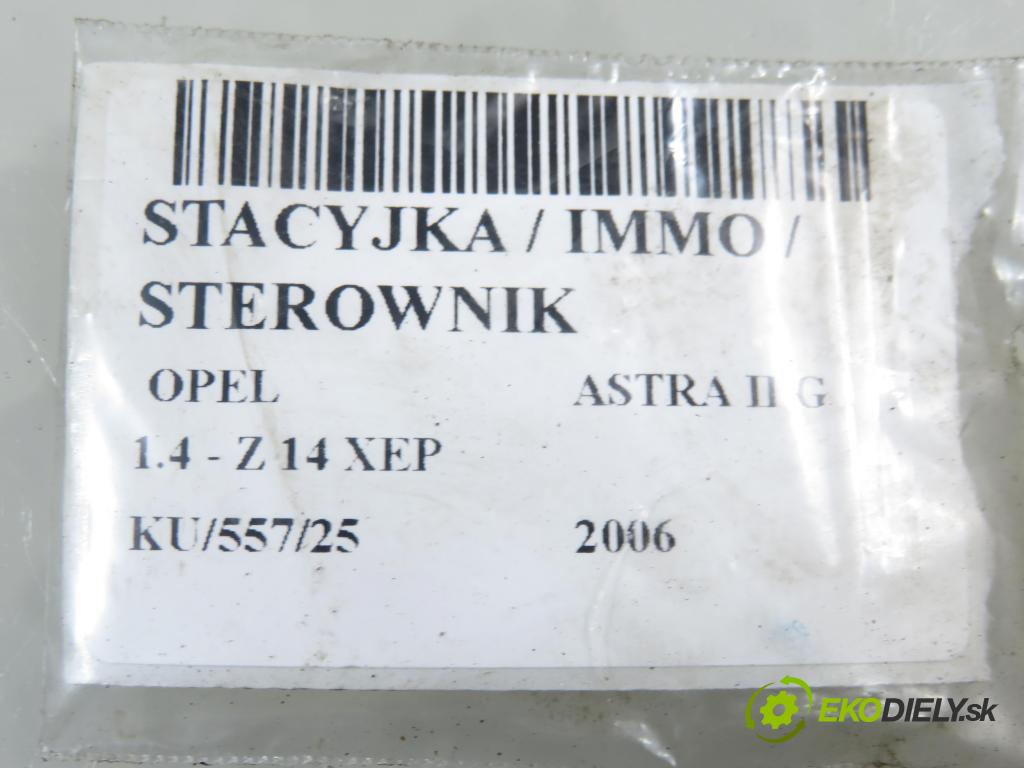 STACYJKA / IMMO /
STEROWNIK
OPEL ASTRA II G
1.4 - Z 14 XEP
KU/557/25 2006
EKODIELY.sk